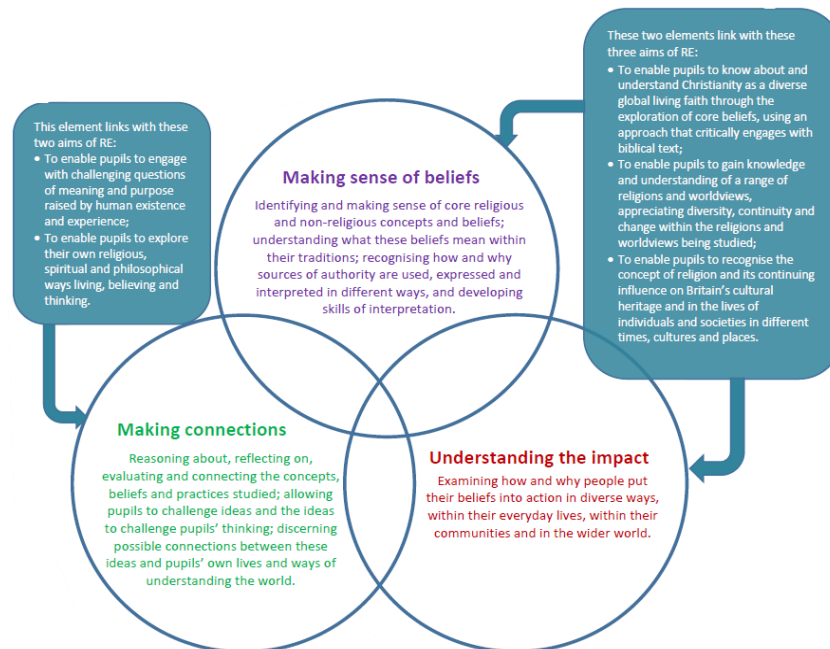 These two elements link with these
three aims of RE:
• To enable pupils to know about and
understand Christianity as a diverse
global living faith through the
exploration of core beliefs, using an
approach that critically engages with
biblical text;
• To enable pupils to gain knowledge
and understanding of a range of
religions and worldviews,
appreciating diversity, continuity and
change within the religions and
worldviews being studied;
• To enable pupils to recognise the
concept of religion and its continuing
influence on Britain's cultural
heritage and in the lives of
individuals and societies in different
times, cultures and places.
This element links with these
two aims of RE:
• To enable pupils to engage
with challenging questions
of meaning and purpose
raised by human existence
and experience;
• To enable pupils to explore
their own religious,
spiritual and philosophical
ways living, believing and
thinking.
Making sense of beliefs
Identifying and making sense of core religious
and non-religious concepts and beliefs;
understanding what these beliefs mean within
their traditions; recognising how and why
sources of authority are used, expressed and
interpreted in different ways, and developing
skills of interpretation.
Making connections
Reasoning about, reflecting on,
evaluating and connecting the concepts,
beliefs and practices studied; allowing
pupils to challenge ideas and the ideas
to challenge pupils' thinking; discerning
possible connections between these
ideas and pupils' own lives and ways of
understanding the world.
Understanding the impact
Examining how and why people put
their beliefs into action in diverse ways,
within their everyday lives, within their
communities and in the wider world.